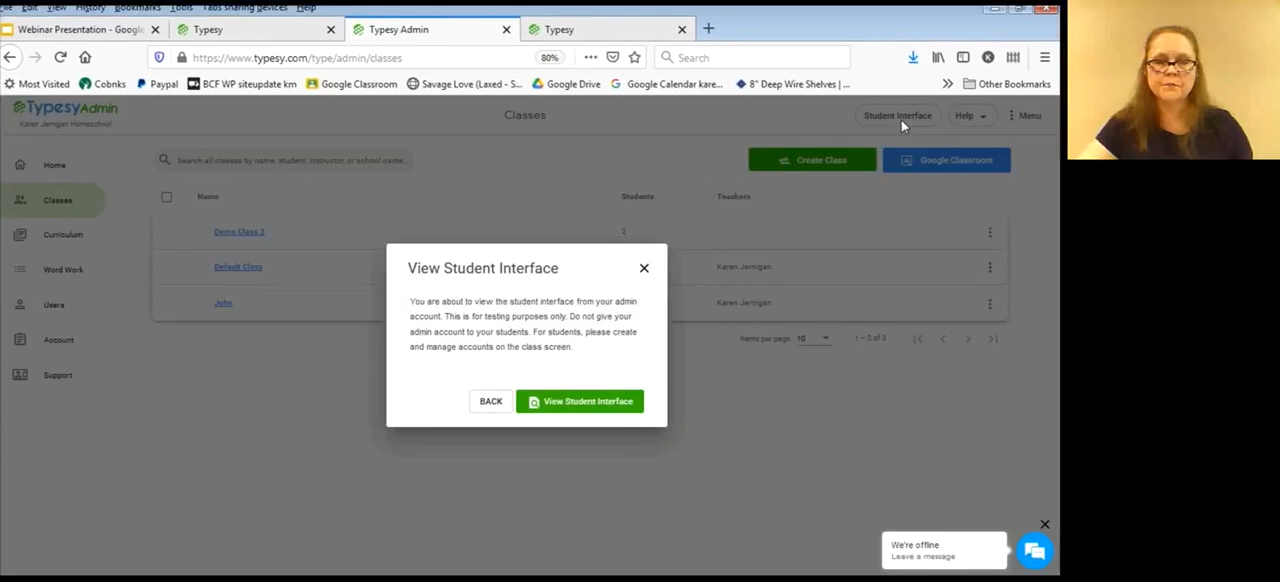 File Edit View History Bookmarks Tools Tabs sharing devices Help
Webinar Presentation - Google
Typesy
Typesy Admin
Typesy
https://www.typesy.com/type/admin/classes
80%
Search
Most Visited
Cobnks
Paypal
BCF WP siteupdate km
Google Classroom
Savage Love (Laxed - S...
Google Drive
Google Calendar kare...
8" Deep Wire Shelves | ...
Other Bookmarks
TypesyAdmin
Karen Jernigan Homeschool
Classes
Student Interface
Help
Menu
Home
Classes
Curriculum
Word Work
Users
Account
Support
Search all classes by name, student, instructor, or school name...
Create Class
Google Classroom
Name
Students
Teachers
Demo Class 2
2
Default Class
Karen Jernigan
John
Karen Jernigan
Items per page: 10
1 – 3 of 3
View Student Interface
You are about to view the student interface from your admin
account. This is for testing purposes only. Do not give your
admin account to your students. For students, please create
and manage accounts on the class screen.
BACK
View Student Interface
We're offline
Leave a message